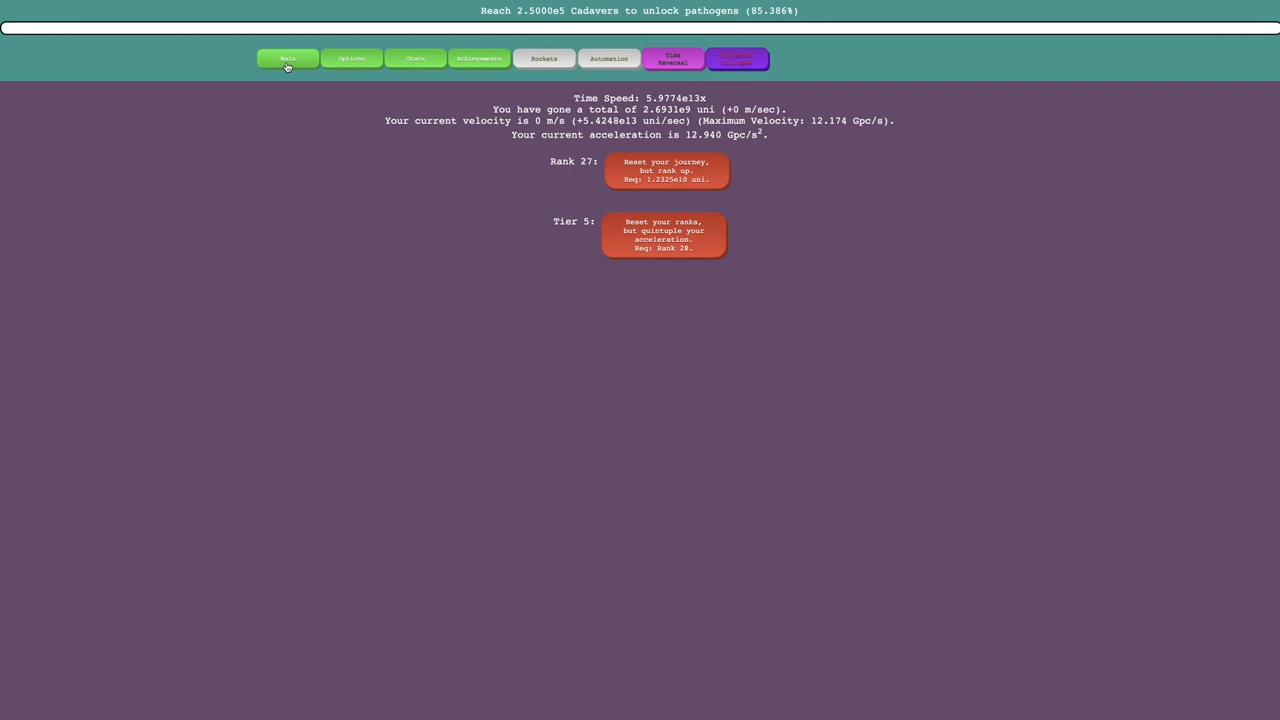 Reach 2.5000e5 Cadavers to unlock pathogens (85.386%)
Main
Options
Stats
Achievements
Rockets
Automation
Time
Reversal
Universal
Collapse
Time Speed: 5.9774e13x
You have gone a total of 2.6931e9 uni (+0 m/sec).
Your current velocity is 0 m/s (+5.4248e13 uni/sec) (Maximum Velocity: 12.174 Gpc/s).
Your current acceleration is 12.940 Gpc/s².
Rank 27:
Reset your journey,
but rank up.
Req: 1.2325e10 uni.
Tier 5:
Reset your ranks,
but quintuple your
acceleration.
Req: Rank 28.